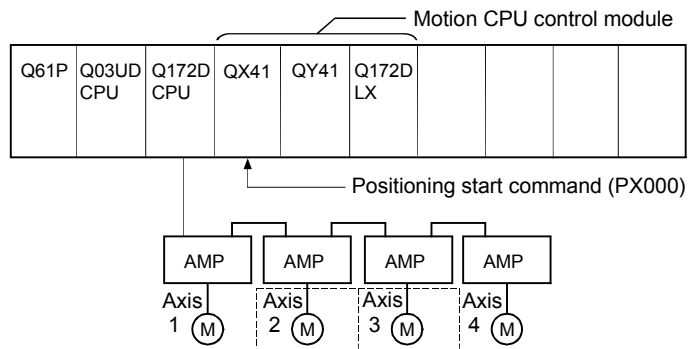 Motion CPU control module
Q61P
Q03UD
CPU
Q172D
CPU
QX41
QY41
Q172D
LX
Positioning start command (PX000)
AMP
AMP
AMP
AMP
Axis
1
M
Axis
2
M
Axis
3
M
Axis
4
M